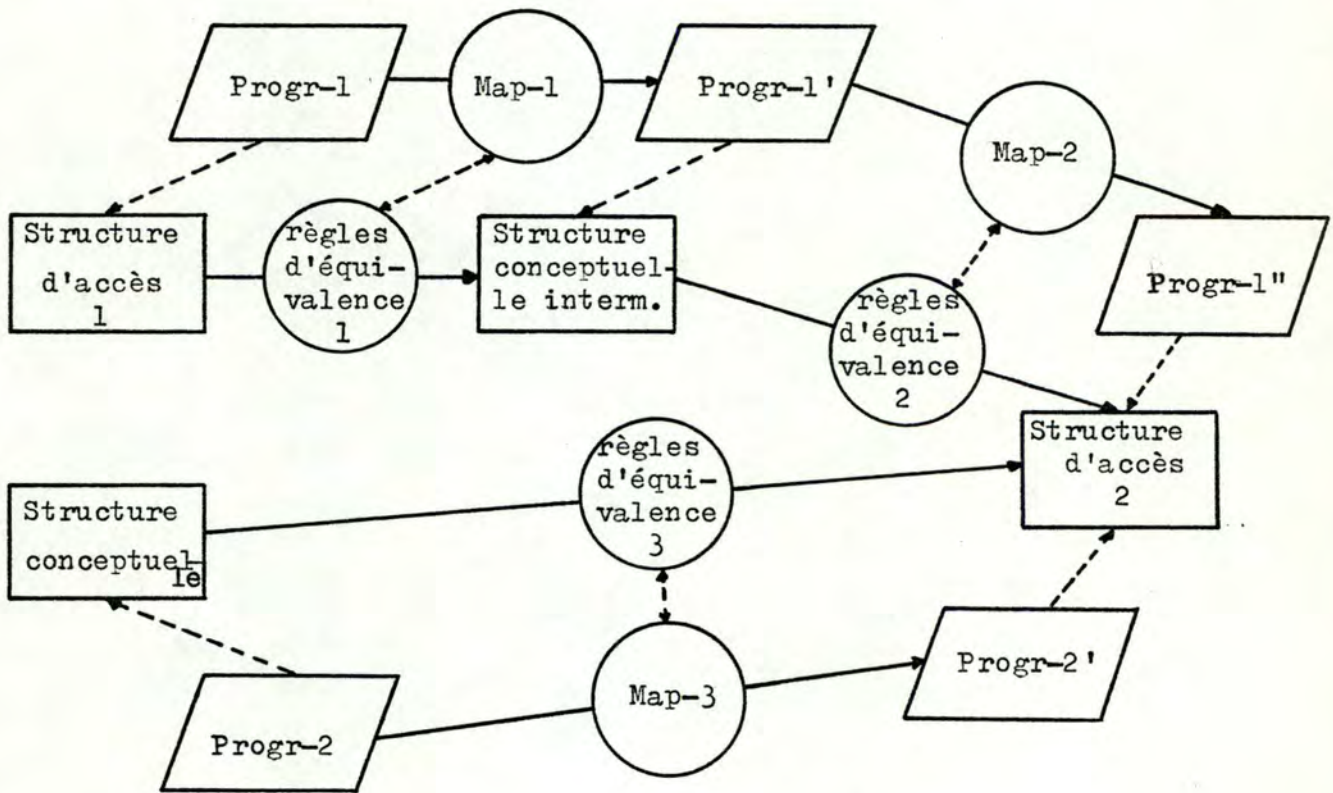 Progr-1
Map-1
Progr-1'
Map-2
Structure
d'accès
1
règles
d'équi-
valence
1
Structure
conceptuel-
le interm.
règles
d'équi-
valence
2
Progr-1"
Structure
conceptuel-
le
règles
d'équi-
valence
3
Structure
d'accès
2
Progr-2
Map-3
Progr-2'